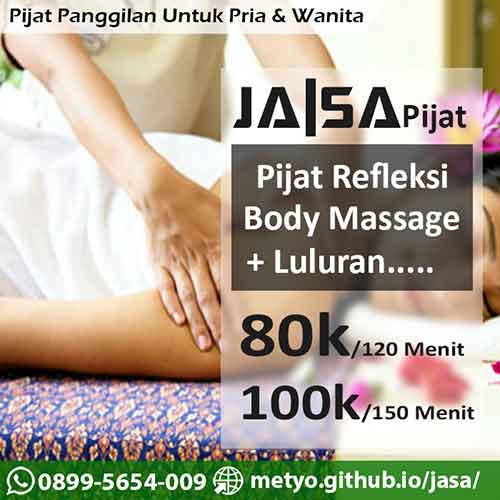 Pijat Panggilan Untuk Pria & Wanita
JA|SA Pijat
Pijat Refleksi
Body Massage
+ Luluran.....
80k/120 Menit
100k/150 Menit
0899-5654-009 metyo.github.io/jasa/